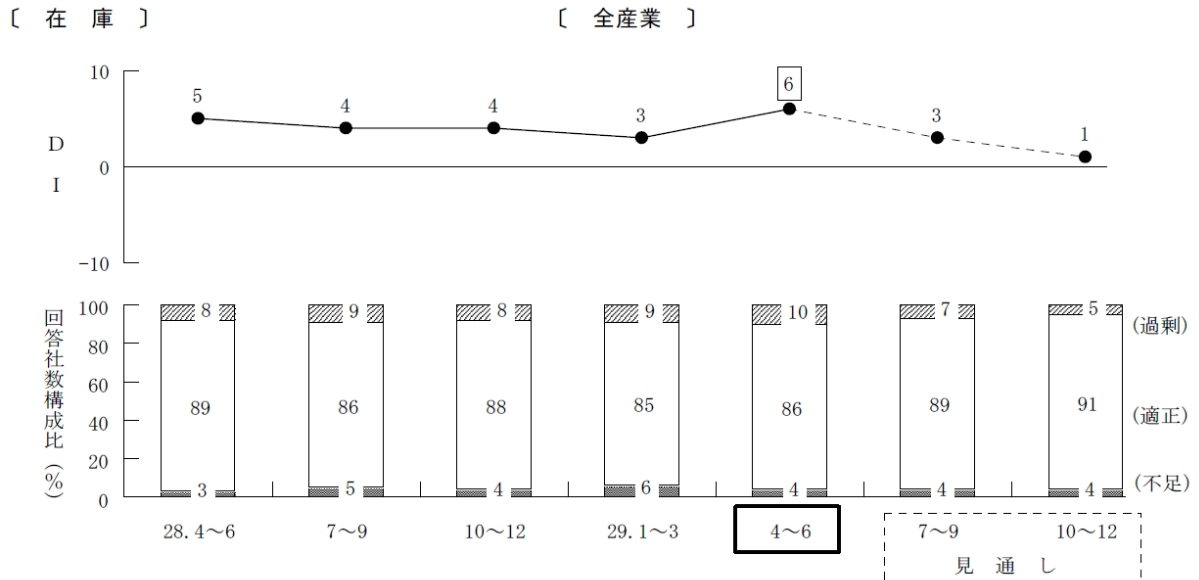 〔 在 庫 〕 〔 全産業 〕
10
5 4 4 3 6 3 1
D
I
0
-10
回答社数構成比(%)
100
80
60
40
20
0
8 9 8 9 10 7 5 (過剰)
89 86 88 85 86 89 91 (適正)
3 5 4 6 4 4 4 (不足)
28. 4～6 7～9 10～12 29. 1～3 4～6 7～9 10～12
見 通 し